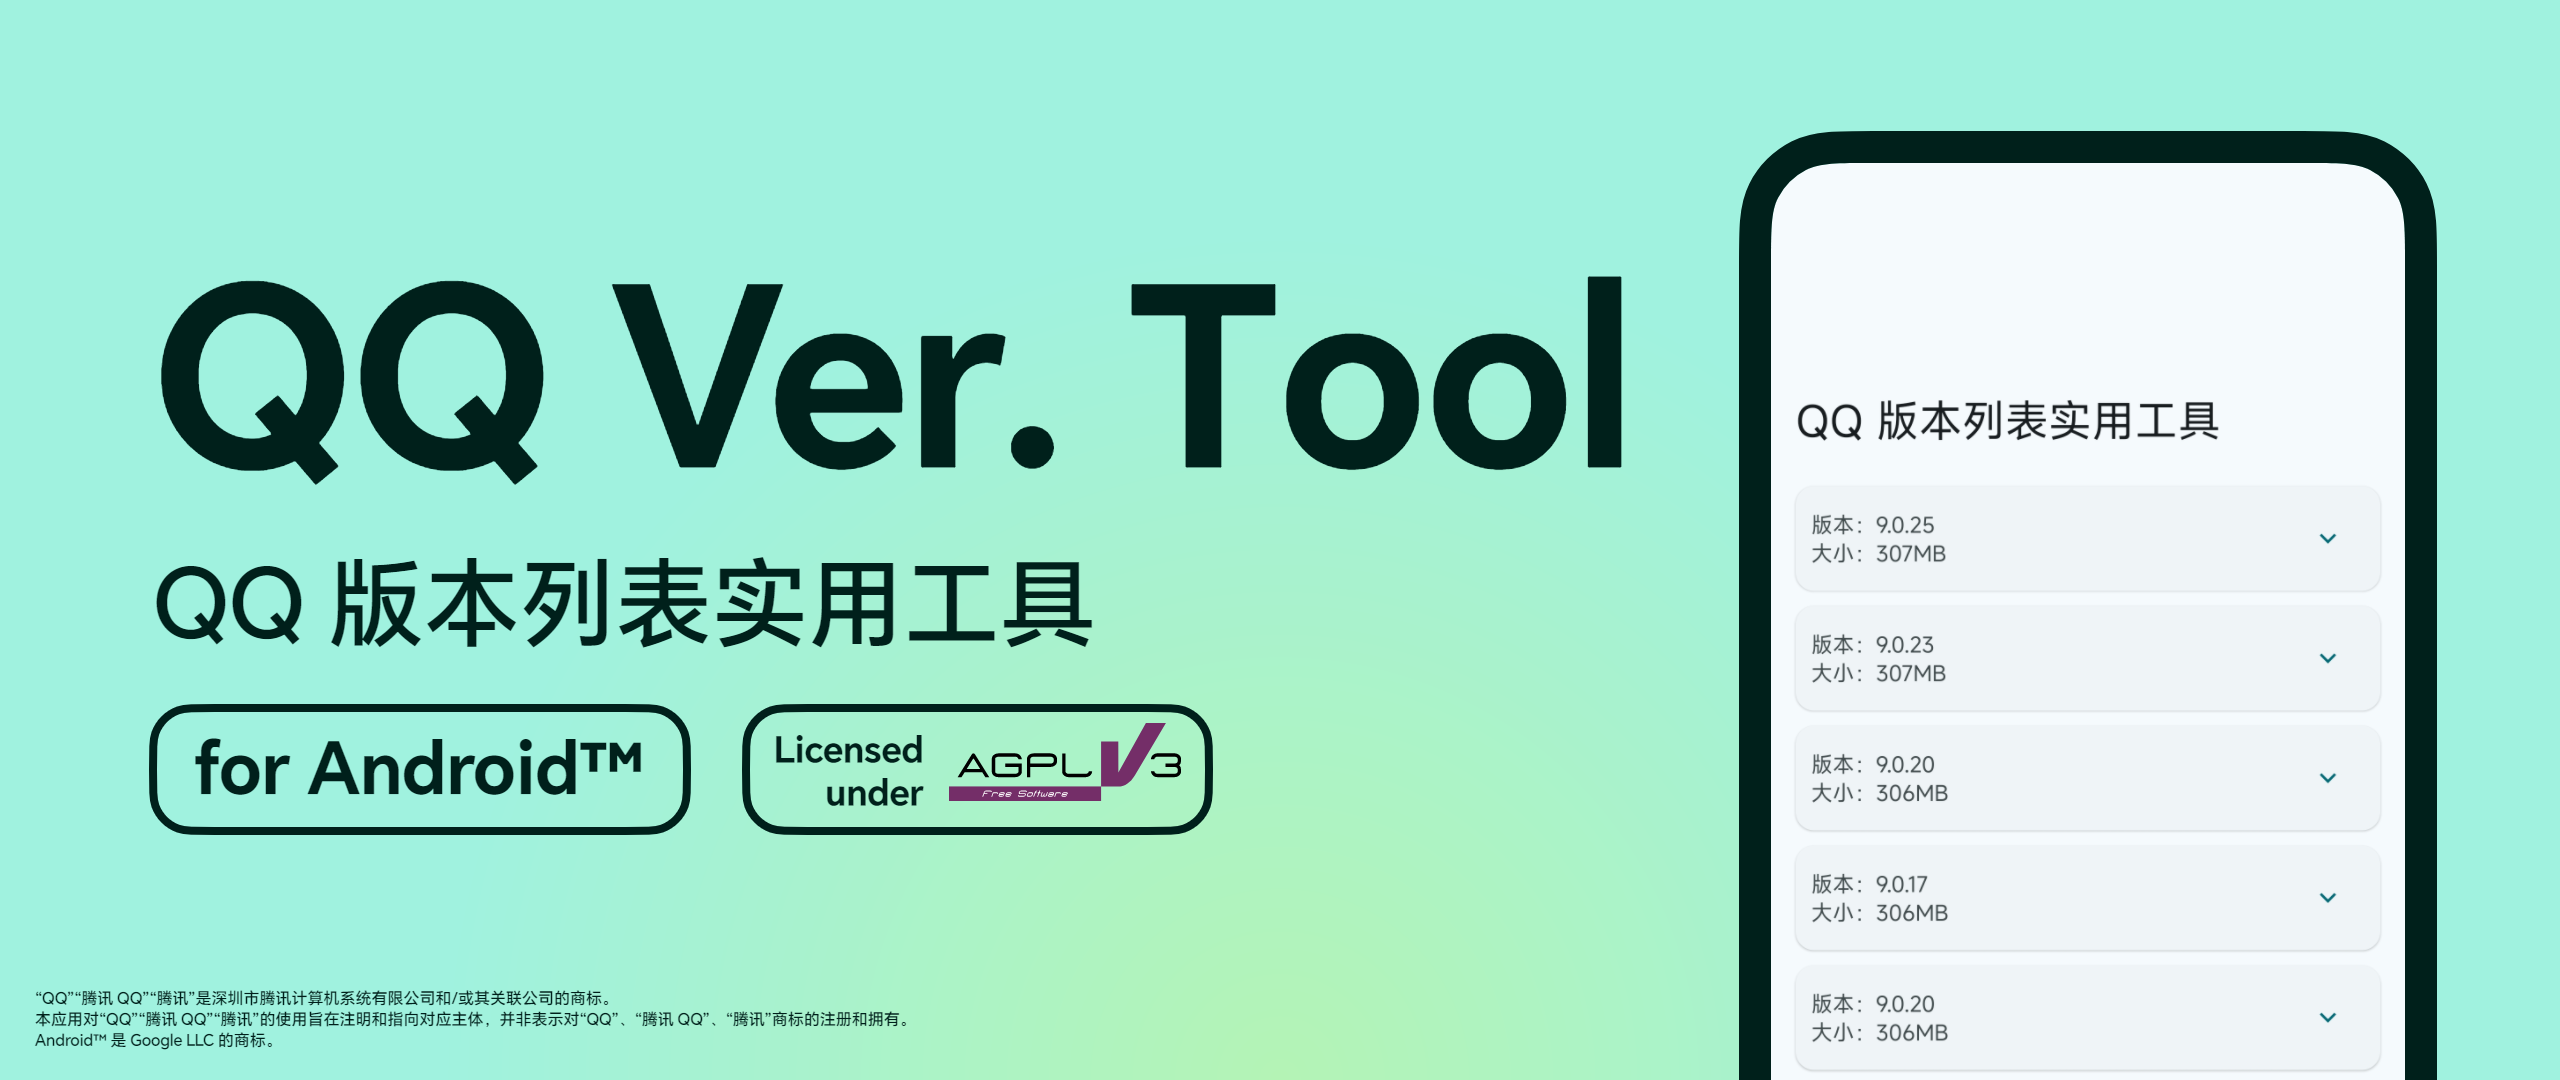 QQ Ver. Tool
QQ 版本列表实用工具
for Android™
Licensed
under
AGPLv3
Free Software
“QQ”“腾讯 QQ”“腾讯”是深圳市腾讯计算机系统有限公司和/或其关联公司的商标。
本应用对“QQ”“腾讯 QQ”“腾讯”的使用旨在注明和指向对应主体，并非表示对“QQ”、“腾讯 QQ”、“腾讯”商标的注册和拥有。
Android™ 是 Google LLC 的商标。
QQ 版本列表实用工具
版本：9.0.25
大小：307MB
版本：9.0.23
大小：307MB
版本：9.0.20
大小：306MB
版本：9.0.17
大小：306MB
版本：9.0.20
大小：306MB